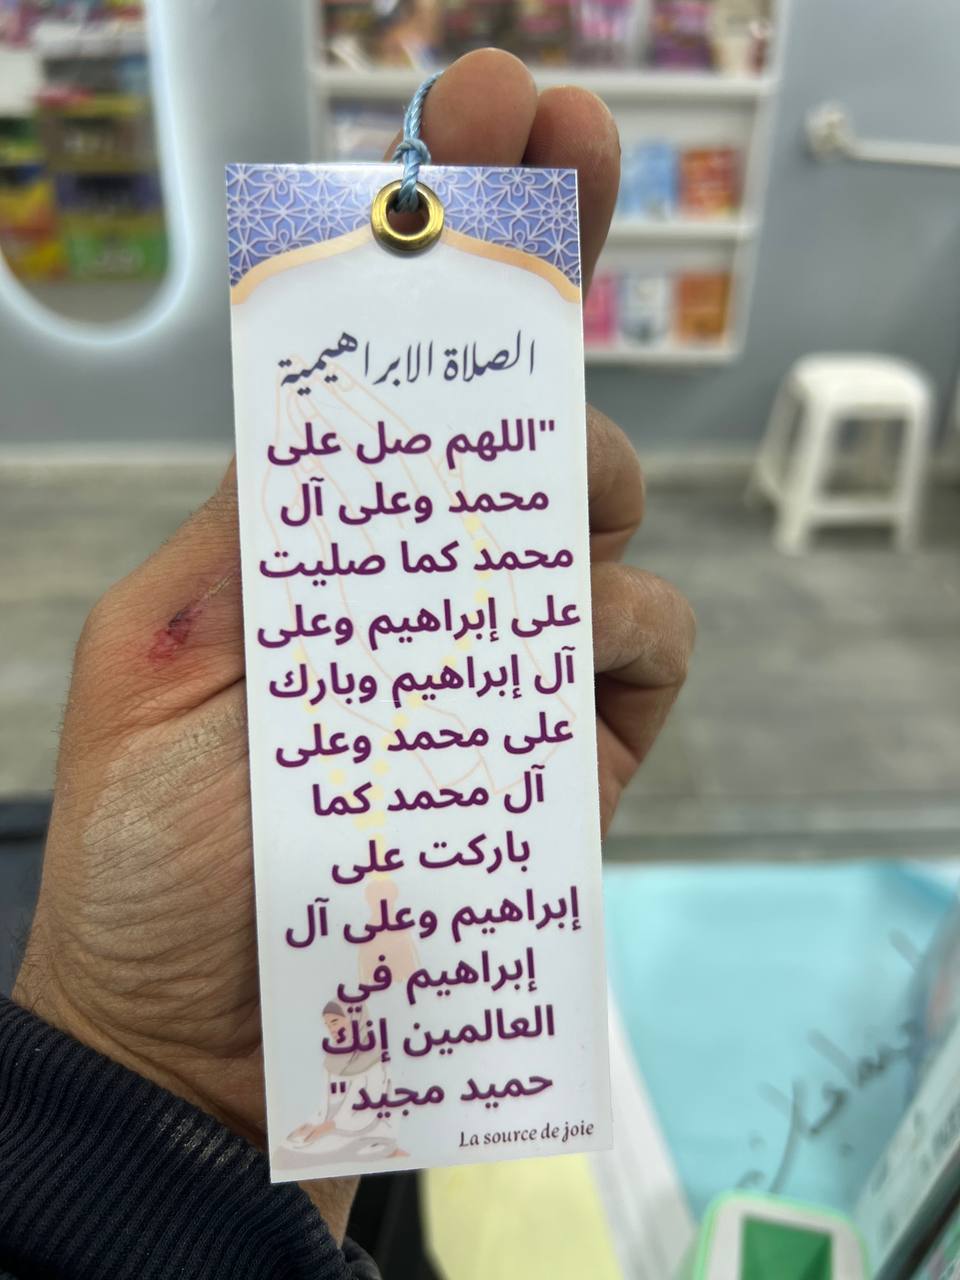 الصلاة الابراهيمية
"اللهم صل على
محمد وعلى آل
محمد كما صليت
على إبراهيم وعلى
آل إبراهيم وبارك
على محمد وعلى
آل محمد كما
باركت على
إبراهيم وعلى آل
إبراهيم في
العالمين إنك
حميد مجيد"
La source de joie